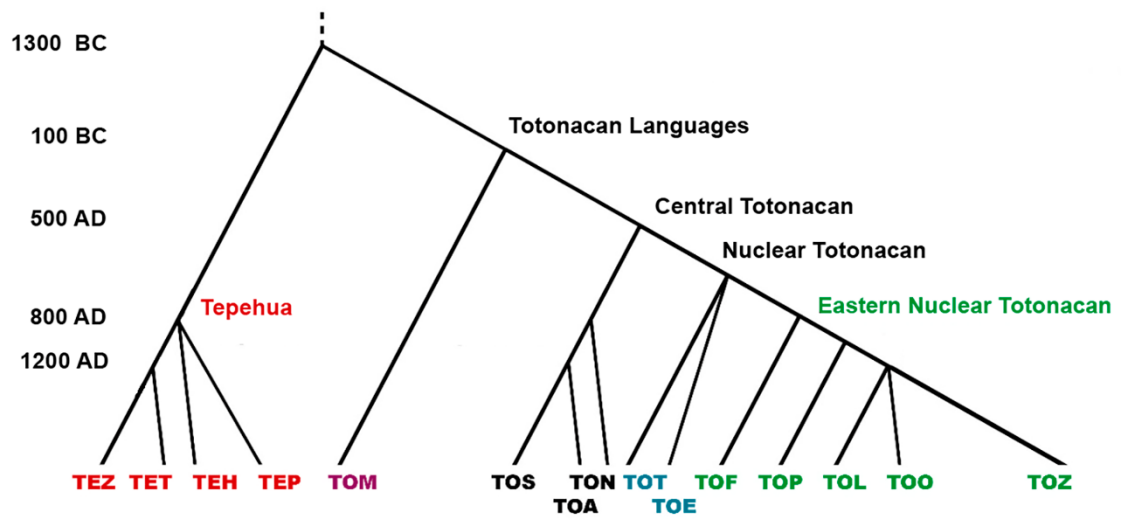 1300 BC
100 BC
Totonacan Languages
500 AD
Central Totonacan
Nuclear Totonacan
800 AD
Tepehua
Eastern Nuclear Totonacan
1200 AD
TEZ TET TEH TEP TOM TOS TON TOT TOF TOP TOL TOO TOZ
TOA TOE